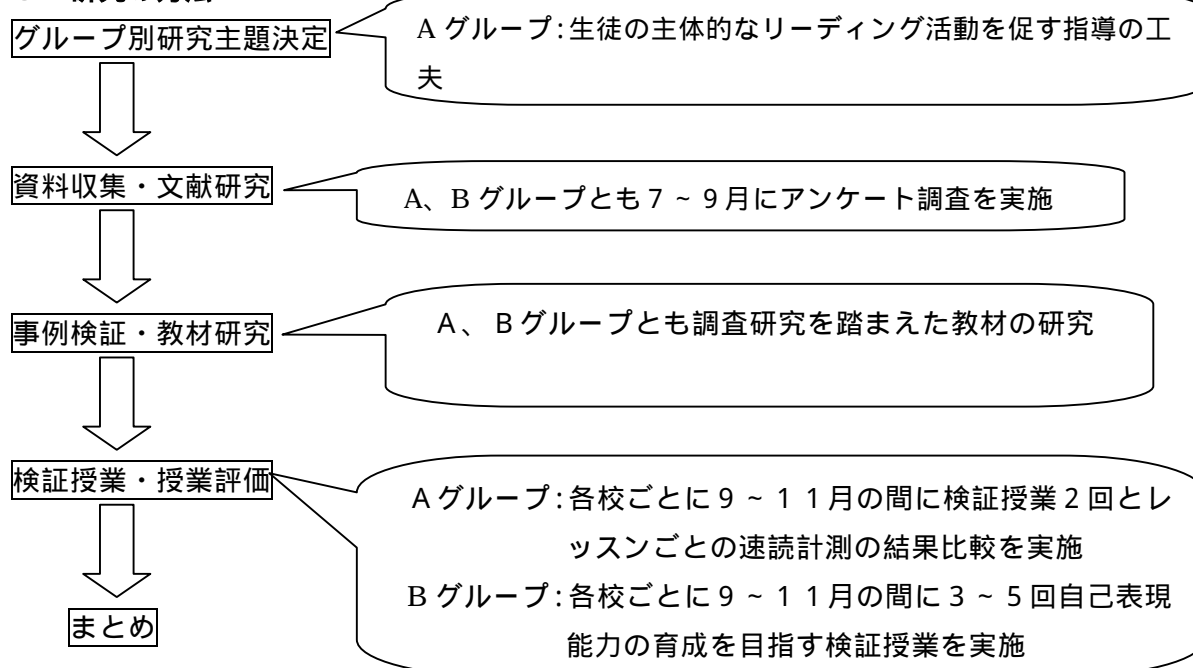 グループ別研究主題決定
A グループ:生徒の主体的なリーディング活動を促す指導の工
夫
資料収集・文献研究
A、B グループとも７～９月にアンケート調査を実施
事例検証・教材研究
Ａ、Ｂグループとも調査研究を踏まえた教材の研究
検証授業・授業評価
Ａグループ:各校ごとに９～１１月の間に検証授業２回とレ
ッスンごとの速読計測の結果比較を実施
B グループ:各校ごとに９～１１月の間に３～５回自己表現
能力の育成を目指す検証授業を実施
まとめ